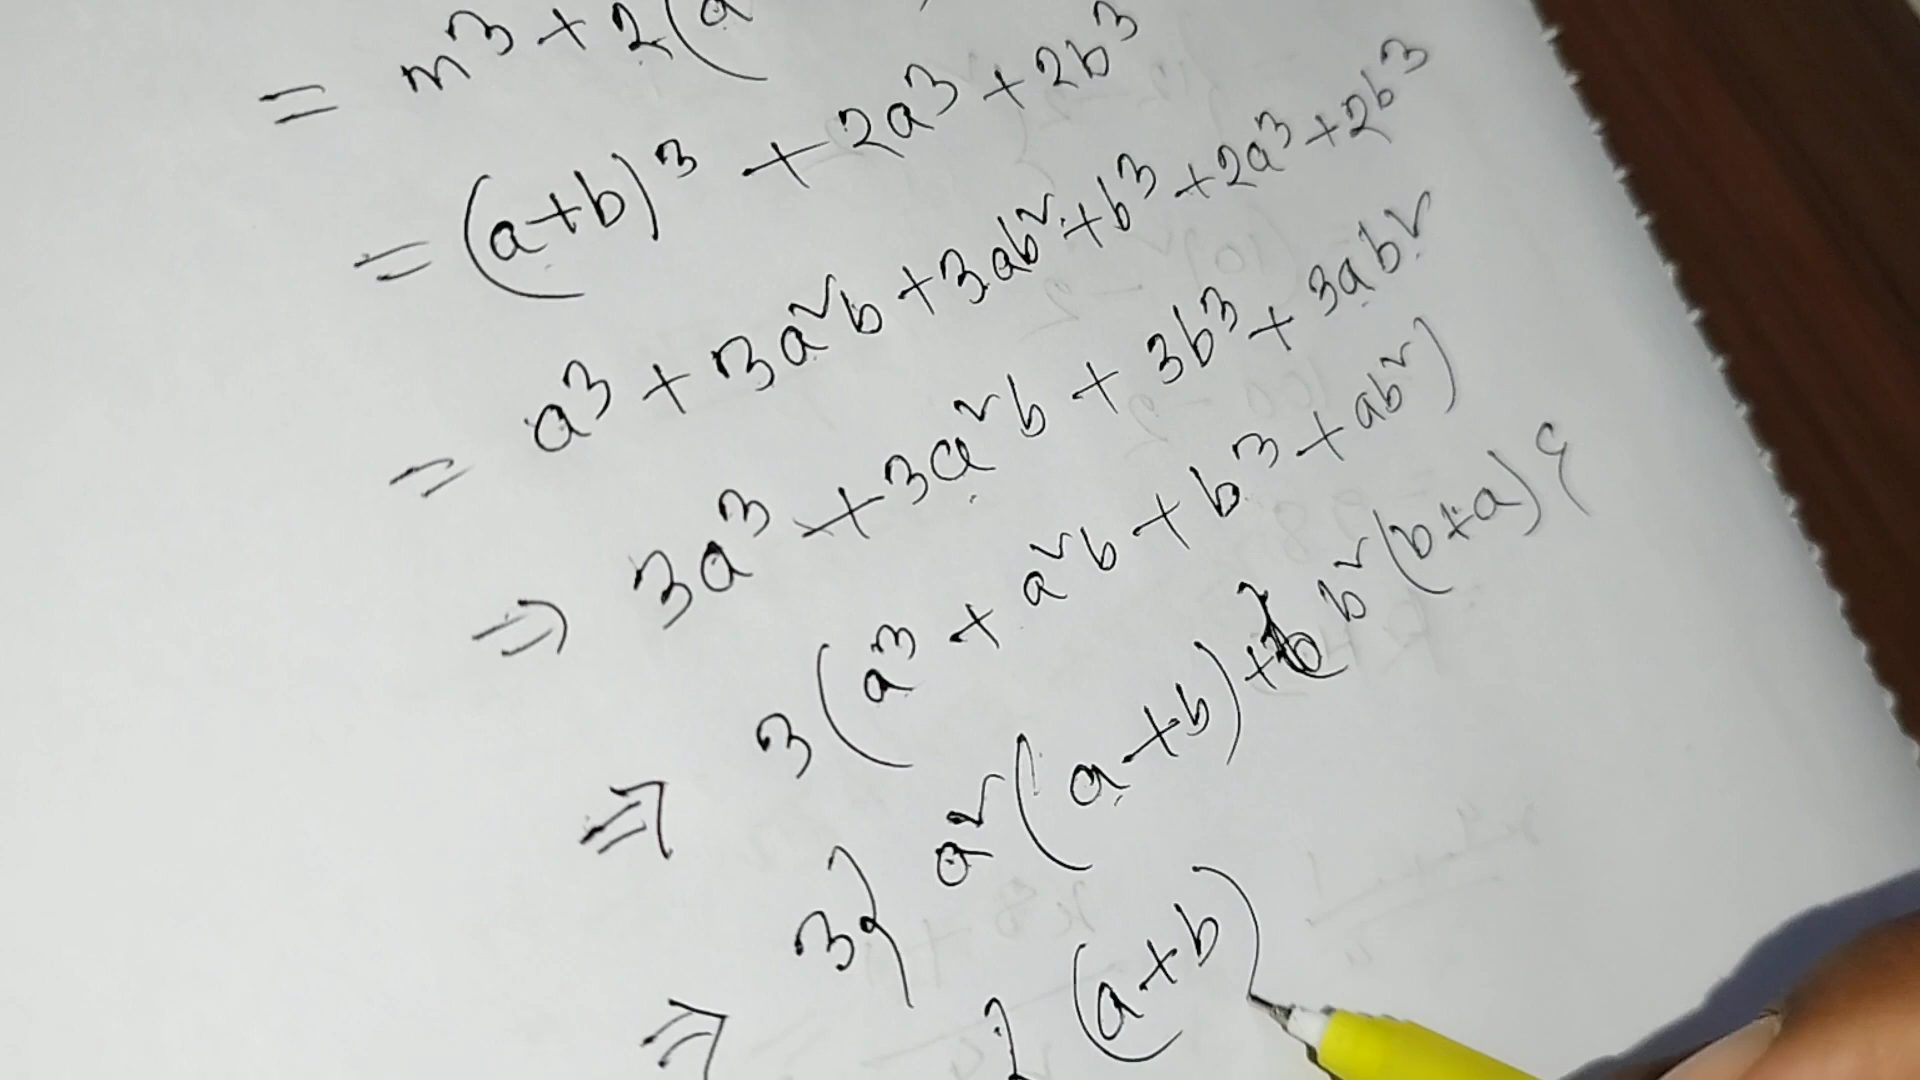 = m³ + 2(a
= (a+b)³ + 2a³ + 2b³
= a³ + 3a²b + 3ab² + b³ + 2a³ + 2b³
⇒ 3a³ + 3a²b + 3b³ + 3ab²
⇒ 3(a³ + a²b + b³ + ab²)
⇒ 3{a²(a+b) + b²(b+a)}
{(a+b)